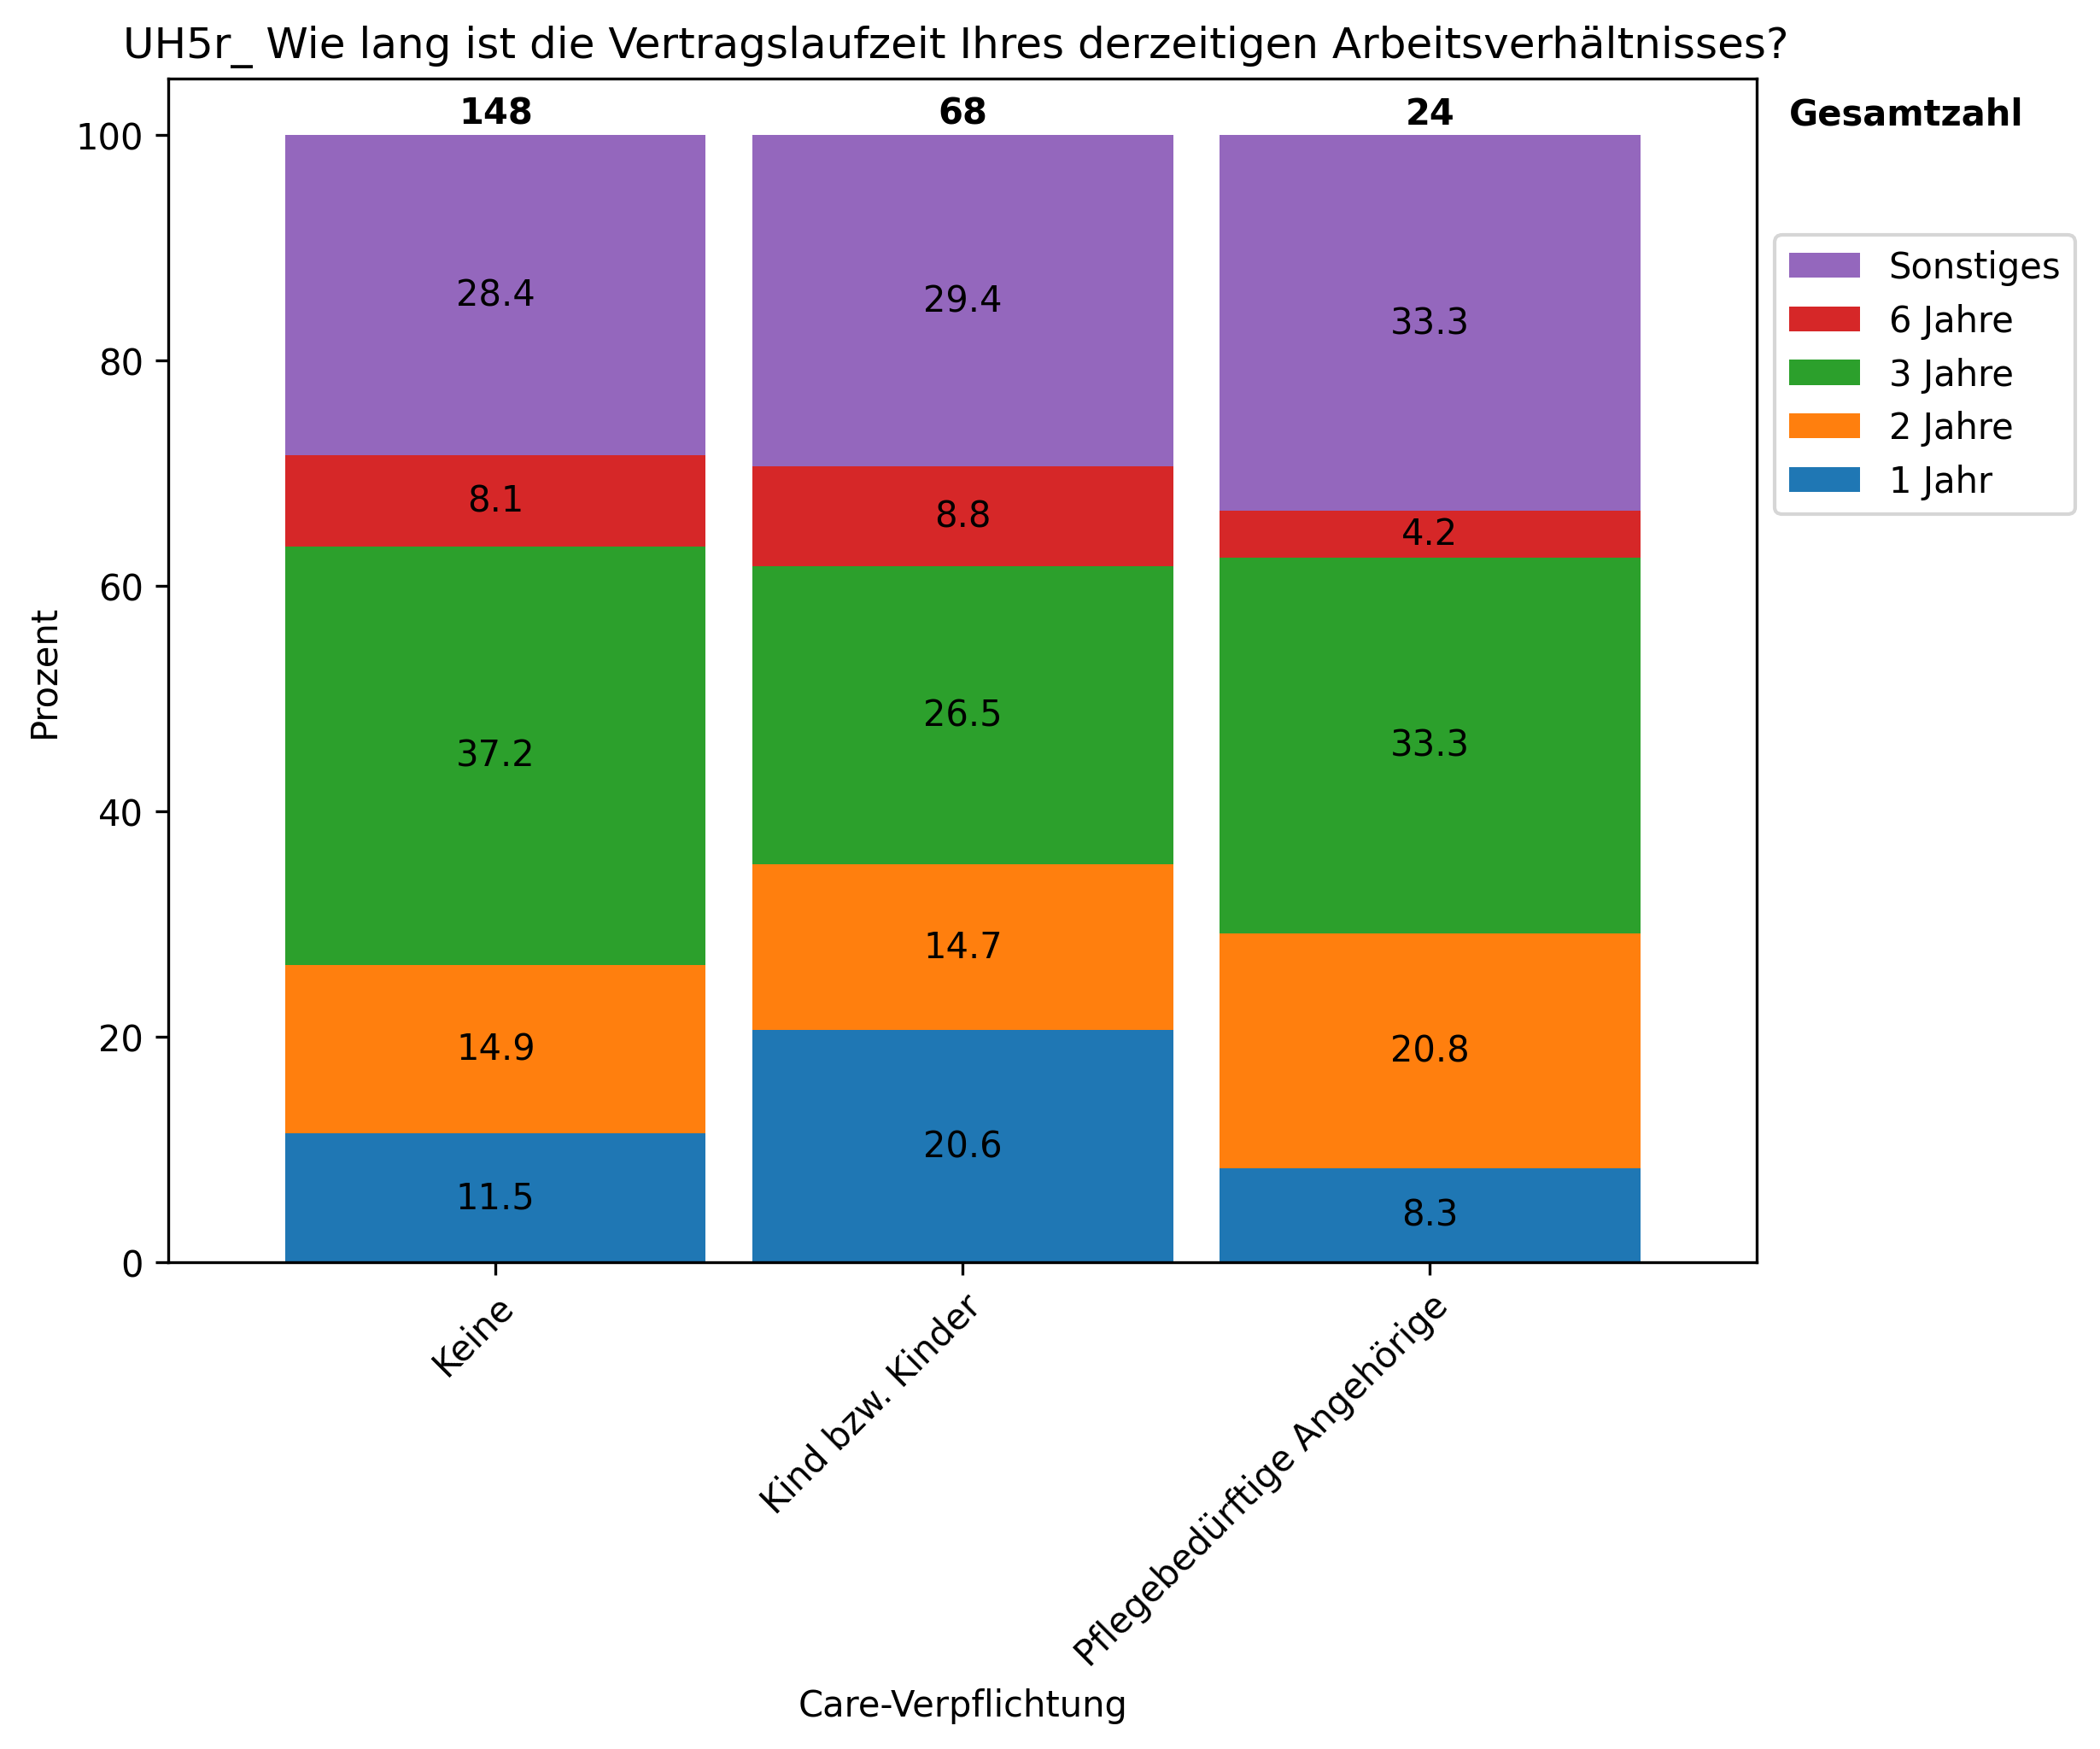 UH5r_ Wie lang ist die Vertragslaufzeit Ihres derzeitigen Arbeitsverhältnisses?
148 68 24 Gesamtzahl
100
80
60
40
20
0
Prozent
28.4 29.4 33.3
8.1 8.8 4.2
37.2 26.5 33.3
14.9 14.7 20.8
11.5 20.6 8.3
Sonstiges
6 Jahre
3 Jahre
2 Jahre
1 Jahr
Keine
Kind bzw. Kinder
Pflegebedürftige Angehörige
Care-Verpflichtung